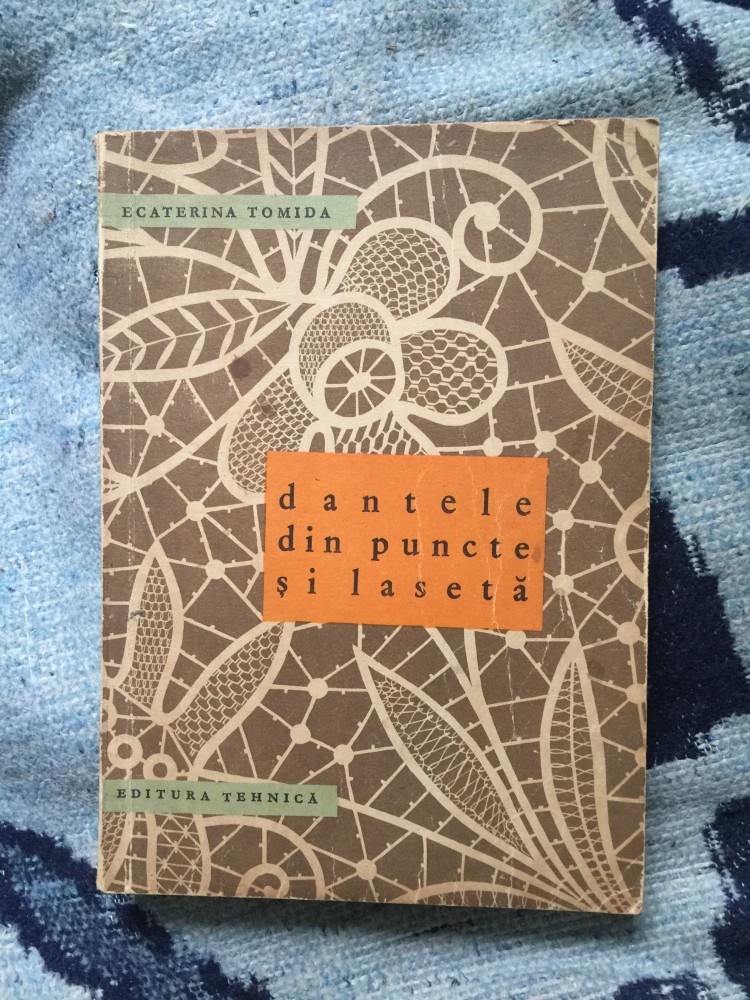 ECATERINA TOMIDA
dantele
din puncte
și lasetă
EDITURA TEHNICĂ